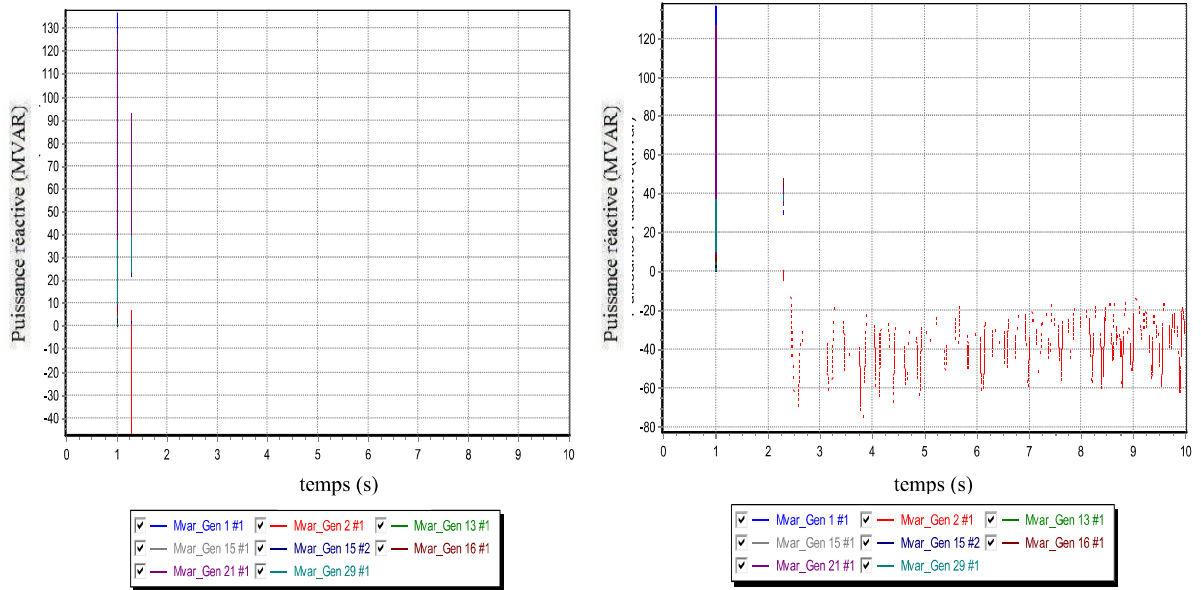 130
120
110
100
90
80
70
60
50
40
30
20
10
0
-10
-20
-30
-40
Puissance réactive (MVAR)
0 1 2 3 4 5 6 7 8 9 10
temps (s)
Mvar_Gen 1 #1 Mvar_Gen 2 #1 Mvar_Gen 13 #1
Mvar_Gen 15 #1 Mvar_Gen 15 #2 Mvar_Gen 16 #1
Mvar_Gen 21 #1 Mvar_Gen 29 #1
120
100
80
60
40
20
0
-20
-40
-60
-80
Puissance réactive (MVAR)
0 1 2 3 4 5 6 7 8 9 10
temps (s)
Mvar_Gen 1 #1 Mvar_Gen 2 #1 Mvar_Gen 13 #1
Mvar_Gen 15 #1 Mvar_Gen 15 #2 Mvar_Gen 16 #1
Mvar_Gen 21 #1 Mvar_Gen 29 #1